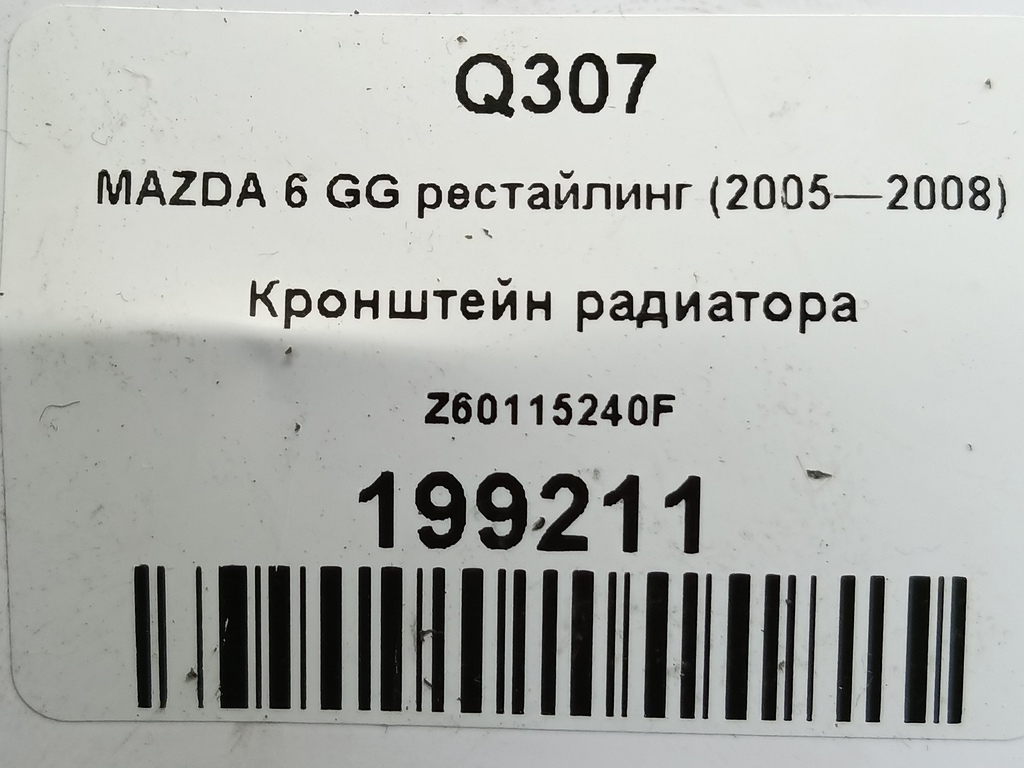 Q307
MAZDA 6 GG рестайлинг (2005—2008)
Кронштейн радиатора
Z60115240F
199211